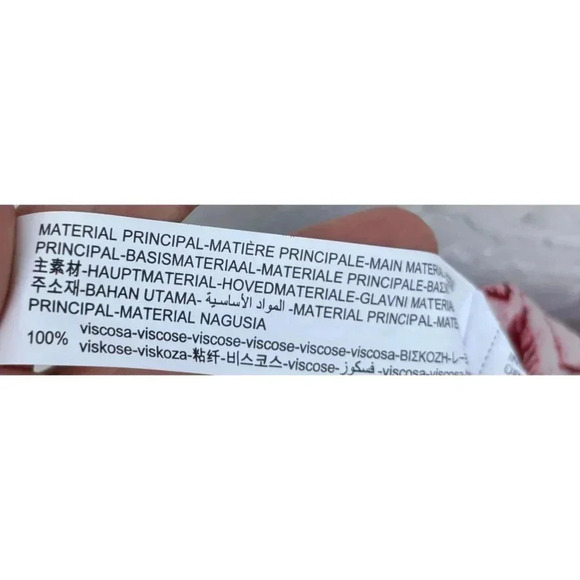 MATERIAL PRINCIPAL-MATIÈRE PRINCIPALE-MAIN MATERIAL
PRINCIPAL-BASISMATERIAAL-MATERIALE PRINCIPALE-ΒΑΣΙ
主素材-HAUPTMATERIAL-HOVEDMATERIALE-GLAVNI MATERIA
주소재-BAHAN UTAMA- المواد الأساسية -MATERIAL PRINCIPAL-MATE
PRINCIPAL-MATERIAL NAGUSIA
100% viscosa-viscose-viscose-viscose-viscose-viscosa-ΒΙΣΚΟΖΗ-レー
viskose-viskoza-粘纤-비스코스-viscose-فسكوز-viscosa-viscosa